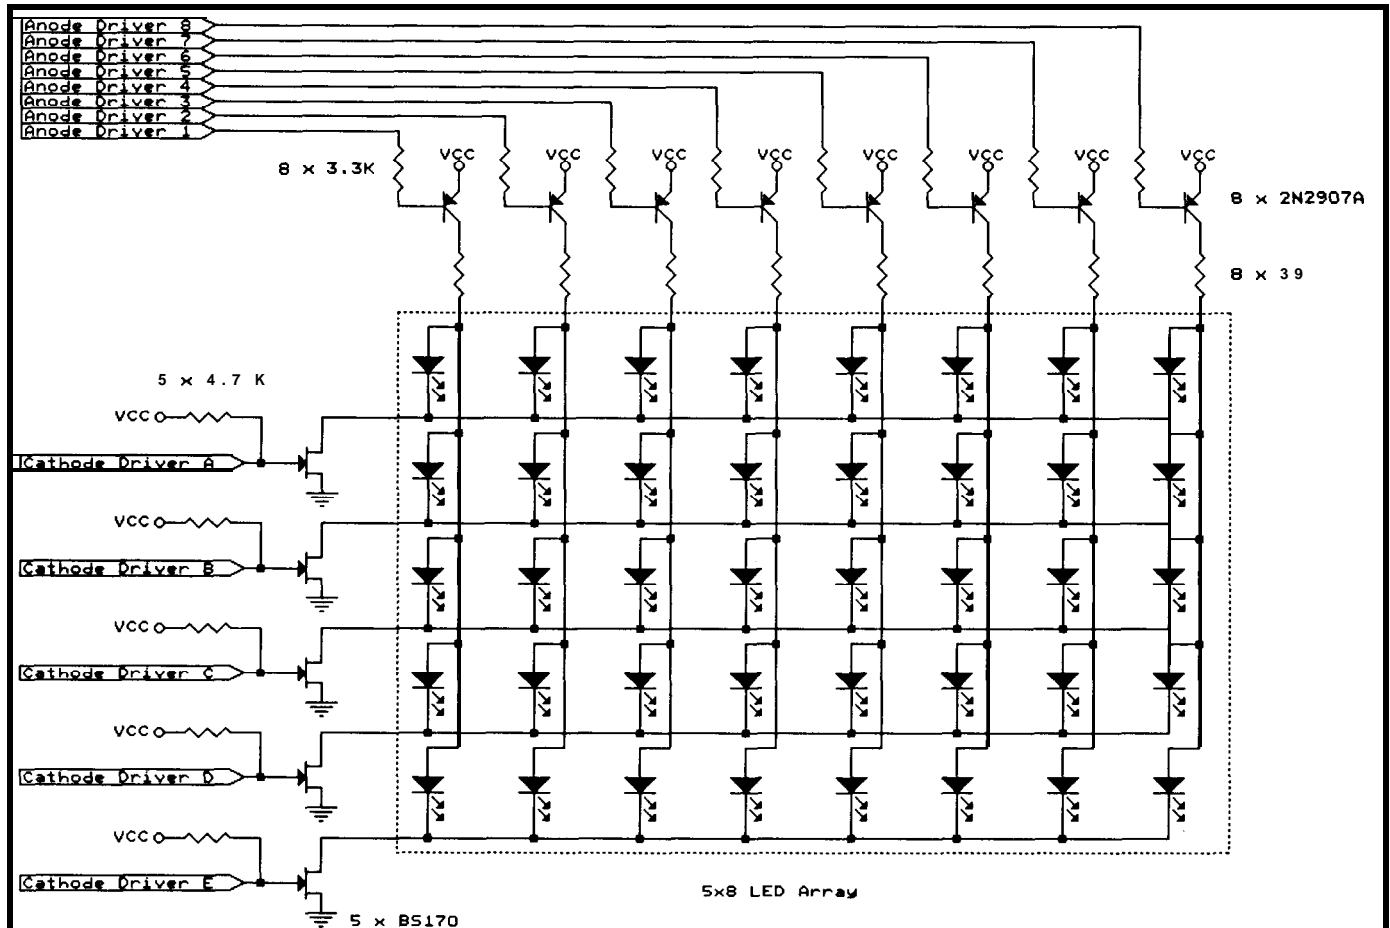 Anode Driver 8
Anode Driver 7
Anode Driver 6
Anode Driver 5
Anode Driver 4
Anode Driver 3
Anode Driver 2
Anode Driver 1
VCC VCC VCC VCC VCC VCC VCC VCC
8 x 3.3K
8 x 2N2907A
8 x 39
5 x 4.7 K
VCC
Cathode Driver A
VCC
Cathode Driver B
VCC
Cathode Driver C
VCC
Cathode Driver D
VCC
Cathode Driver E
5x8 LED Array
5 x BS170